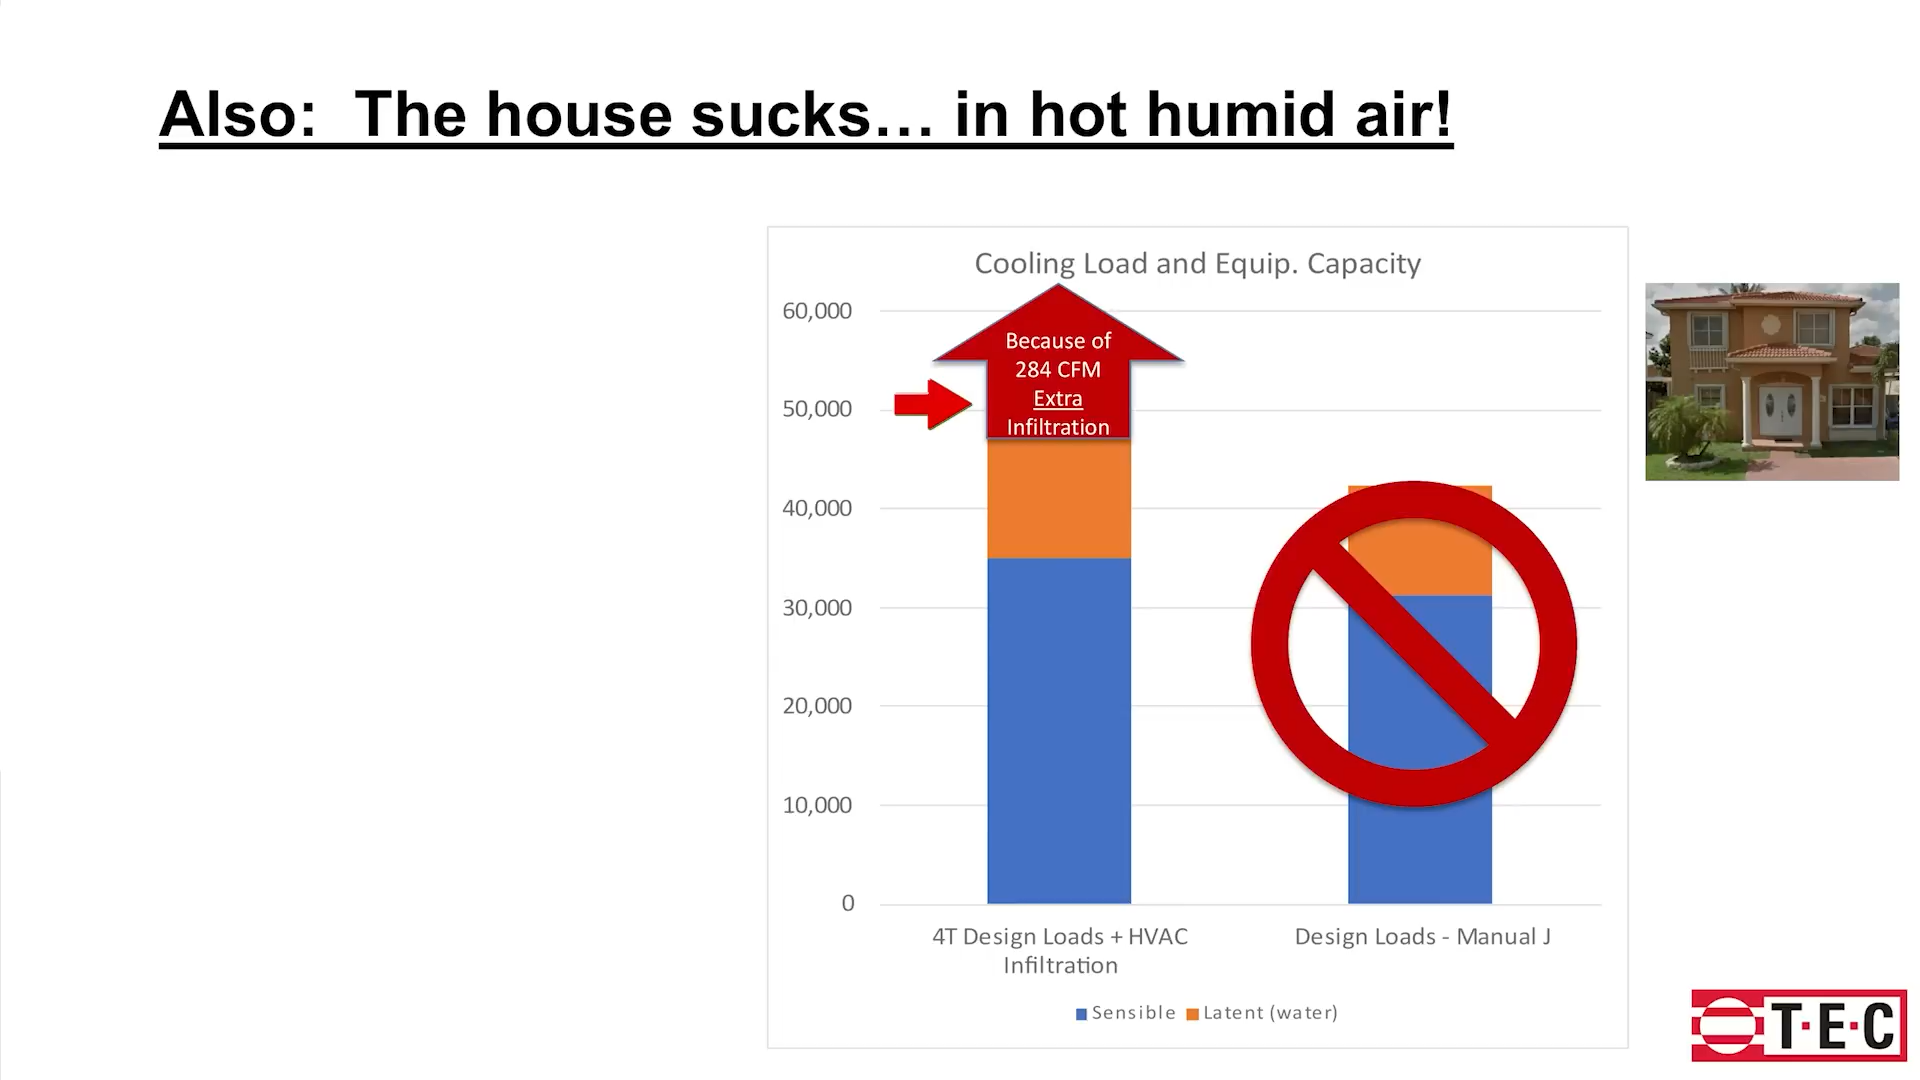 Also:  The house sucks… in hot humid air!
Cooling Load and Equip. Capacity
60,000
50,000
40,000
30,000
20,000
10,000
0
Because of
284 CFM
Extra
Infiltration
4T Design Loads + HVAC
Infiltration
Design Loads - Manual J
Sensible
Latent (water)
T·E·C